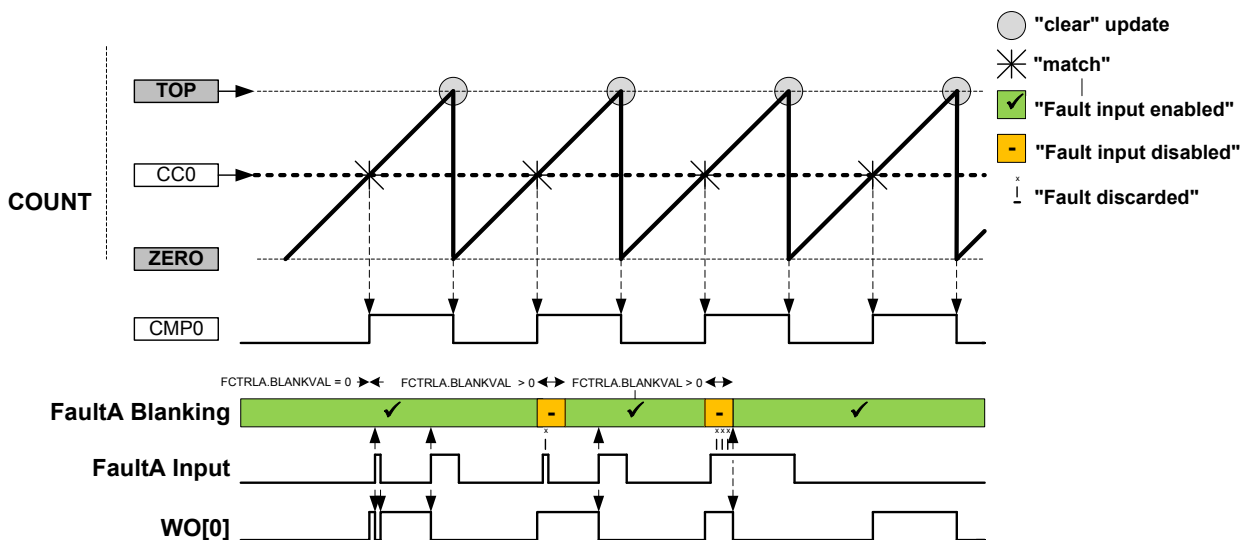 "clear" update
"match"
TOP
"Fault input enabled"
"Fault input disabled"
CC0
x
"Fault discarded"
COUNT
ZERO
CMP0
FCTRLA.BLANKVAL = 0 FCTRLA.BLANKVAL > 0 FCTRLA.BLANKVAL > 0
FaultA Blanking ✓ - ✓ - ✓
x xxx
FaultA Input
WO[0]